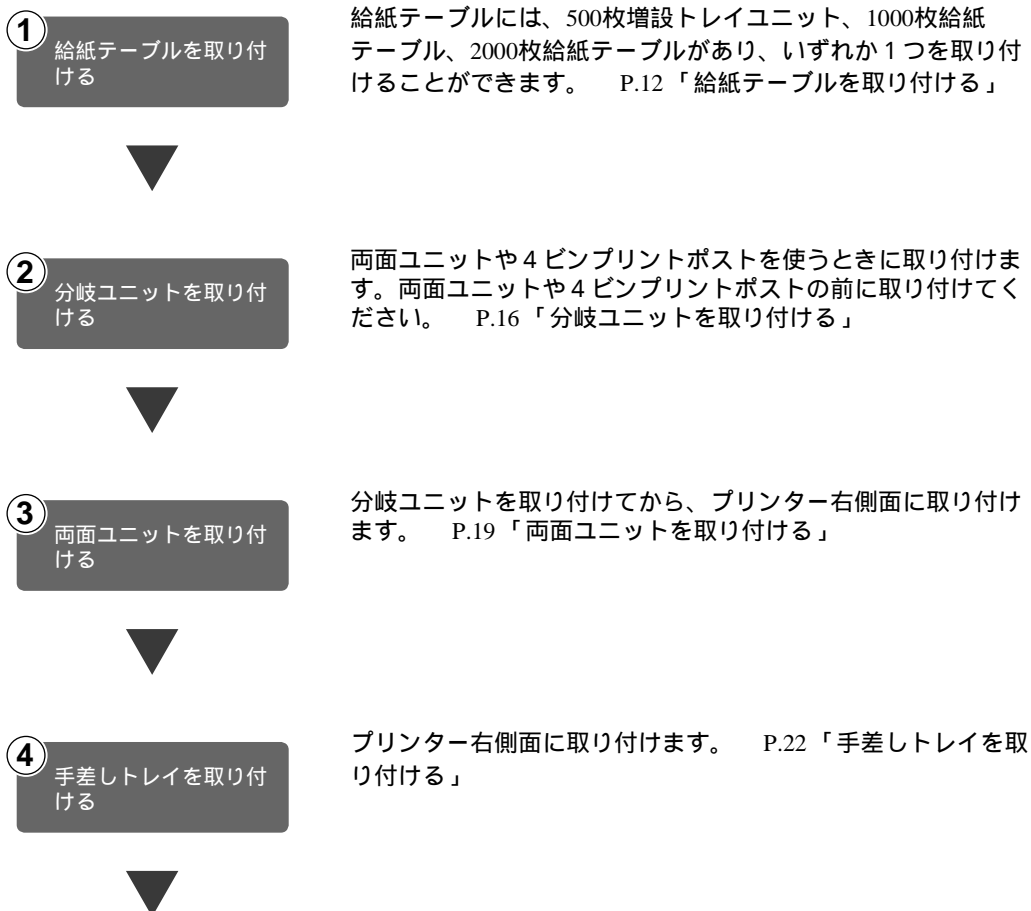 1
給紙テーブルを取り付
ける
給紙テーブルには、500枚増設トレイユニット、1000枚給紙
テーブル、2000枚給紙テーブルがあり、いずれか１つを取り付
けることができます。 P.12「給紙テーブルを取り付ける」
2
分岐ユニットを取り付
ける
両面ユニットや４ビンプリントポストを使うときに取り付けま
す。両面ユニットや４ビンプリントポストの前に取り付けてく
ださい。 P.16「分岐ユニットを取り付ける」
3
両面ユニットを取り付
ける
分岐ユニットを取り付けてから、プリンター右側面に取り付け
ます。 P.19「両面ユニットを取り付ける」
4
手差しトレイを取り付
ける
プリンター右側面に取り付けます。 P.22「手差しトレイを取
り付ける」